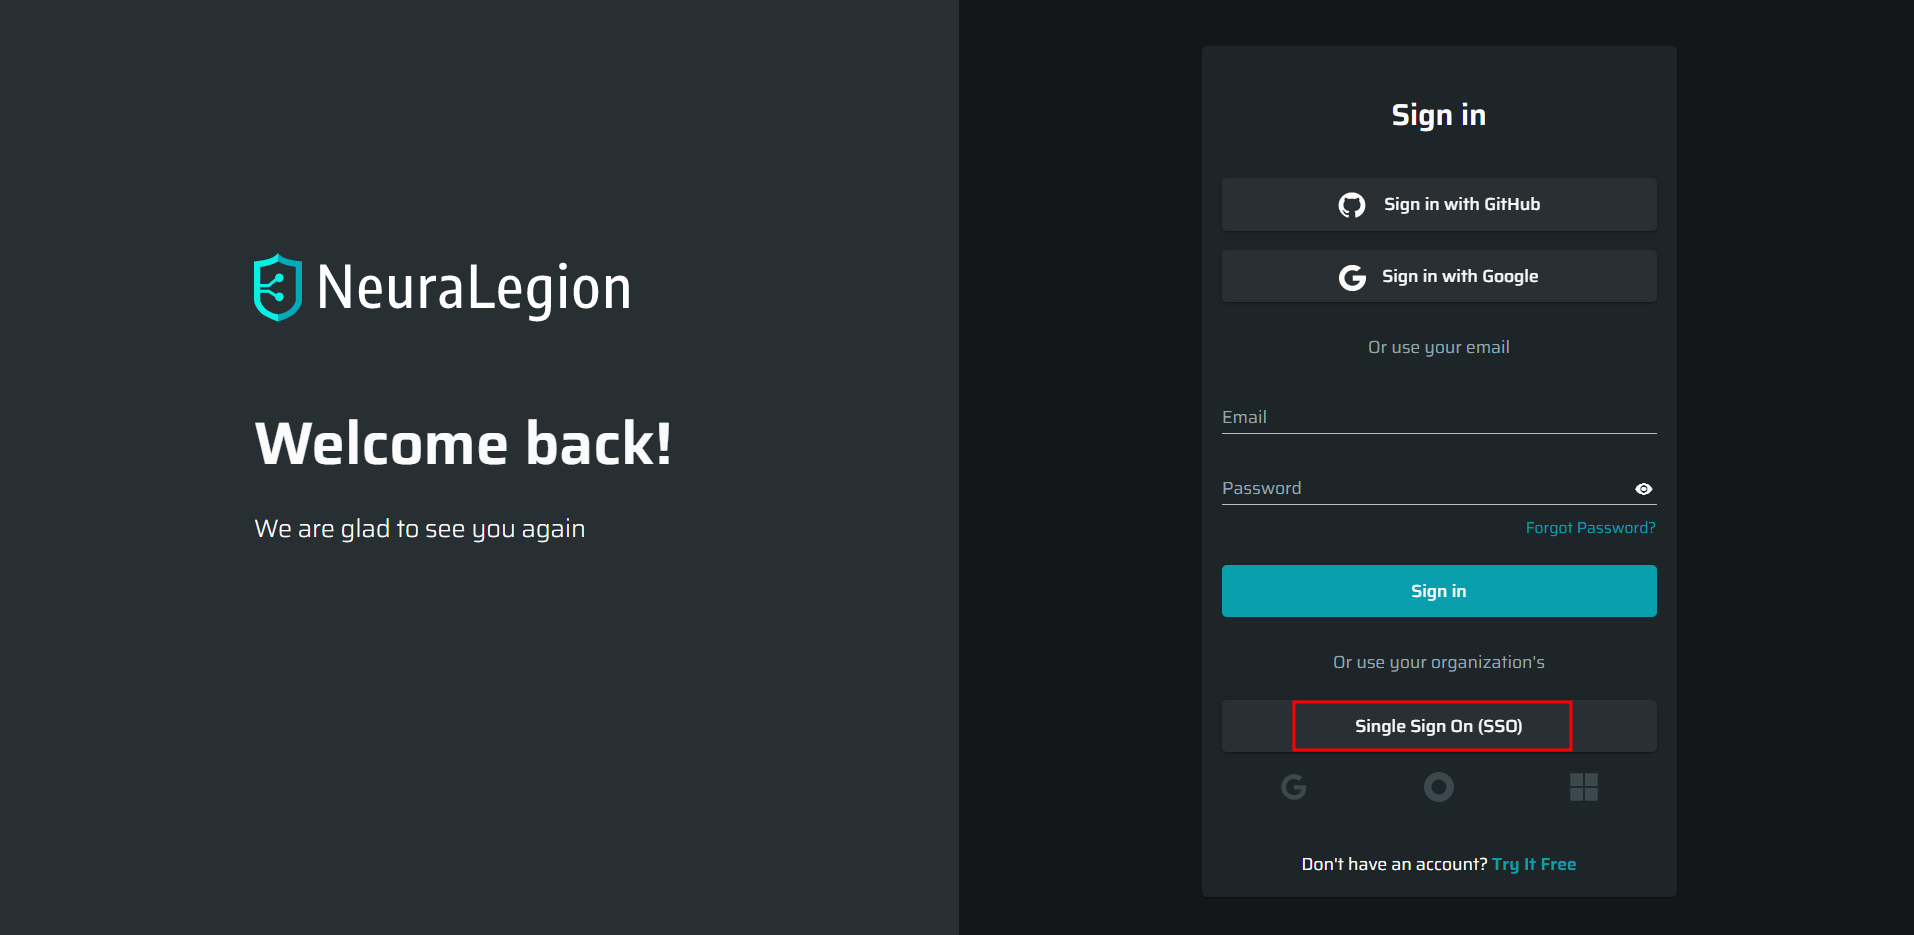 NeuraLegion
Welcome back!
We are glad to see you again
Sign in
Sign in with GitHub
Sign in with Google
Or use your email
Email
Password
Forgot Password?
Sign in
Or use your organization's
Single Sign On (SSO)
Don't have an account? Try It Free